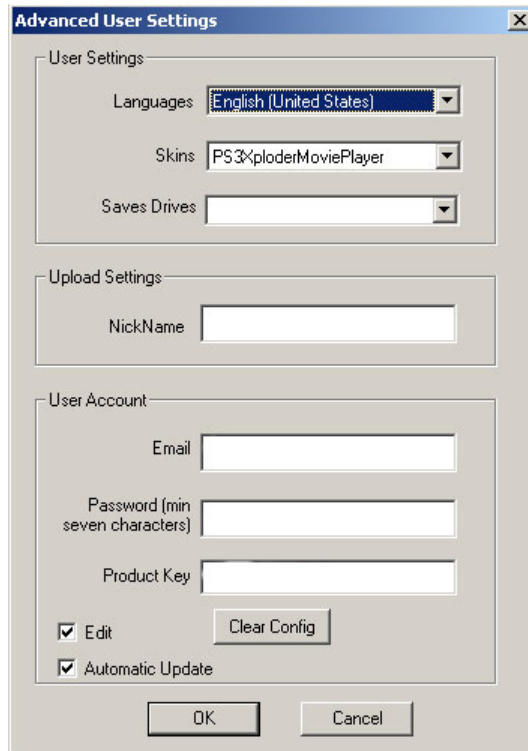 Advanced User Settings
User Settings
Languages English (United States)
Skins PS3XploderMoviePlayer
Saves Drives
Upload Settings
NickName
User Account
Email
Password (min
seven characters)
Product Key
Edit Clear Config
Automatic Update
OK Cancel